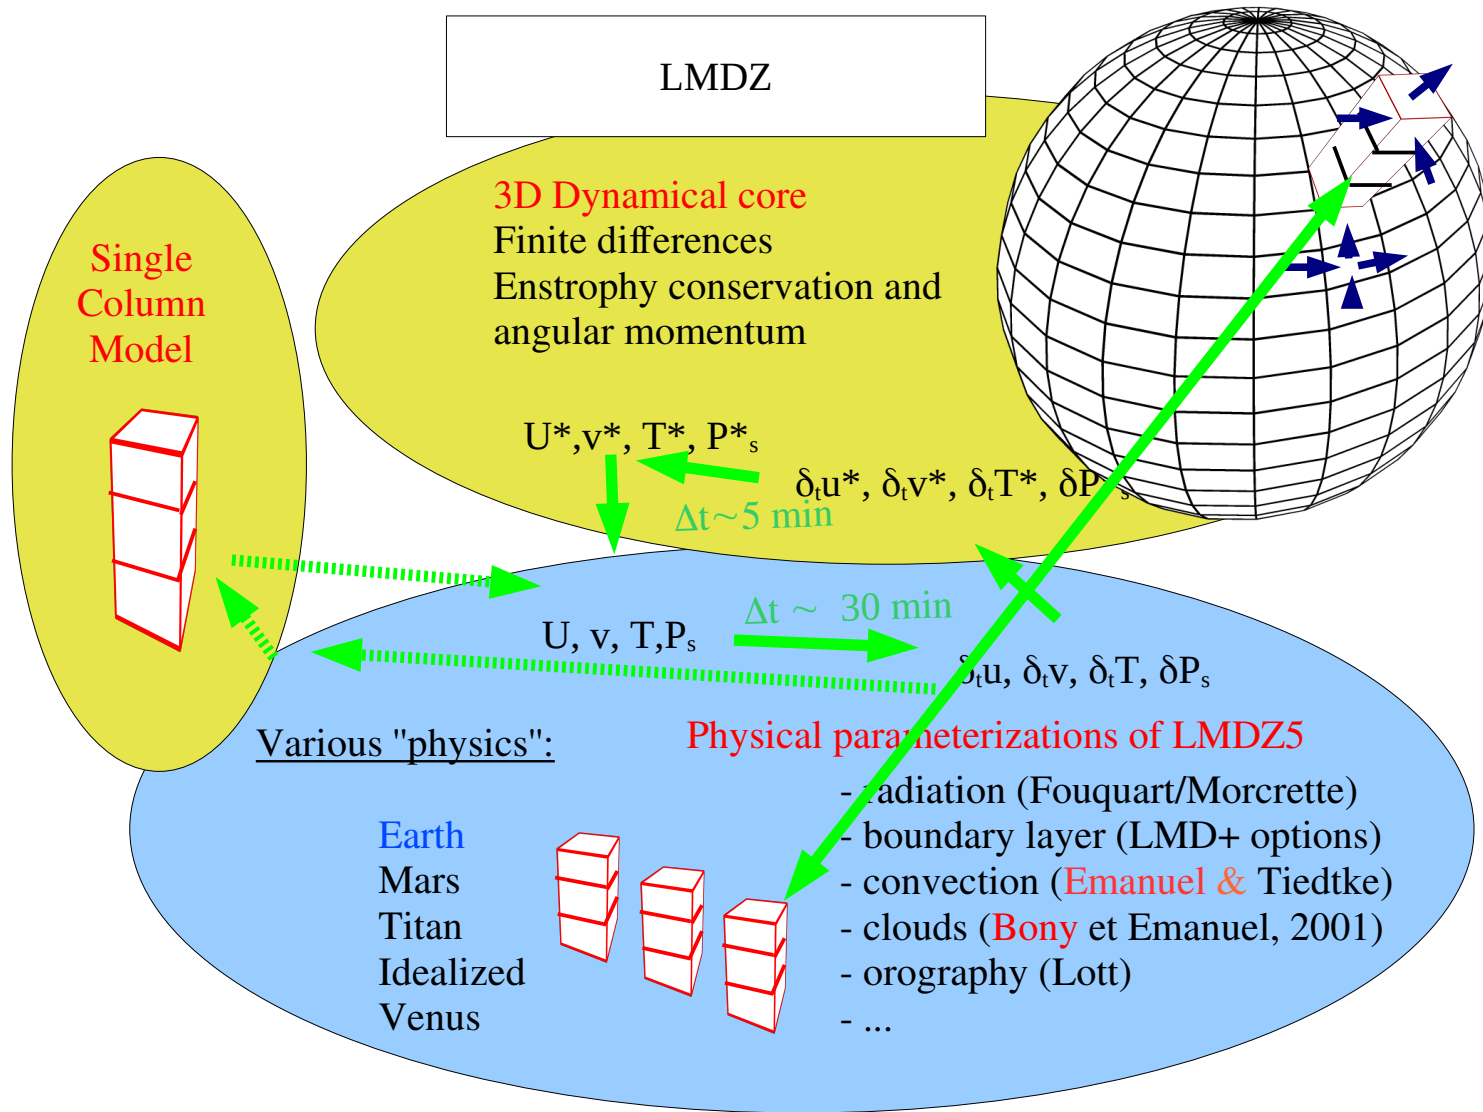 LMDZ
3D Dynamical core
Finite differences
Enstrophy conservation and
angular momentum
Single
Column
Model
U*,v*, T*, P*s
δtu*, δtv*, δtT*, δP*s
Δt~5 min
Δt ~ 30 min
U, v, T,Ps
δtu, δtv, δtT, δPs
Various "physics":
Earth
Mars
Titan
Idealized
Venus
Physical parameterizations of LMDZ5
- radiation (Fouquart/Morcrette)
- boundary layer (LMD+ options)
- convection (Emanuel & Tiedtke)
- clouds (Bony et Emanuel, 2001)
- orography (Lott)
- ...